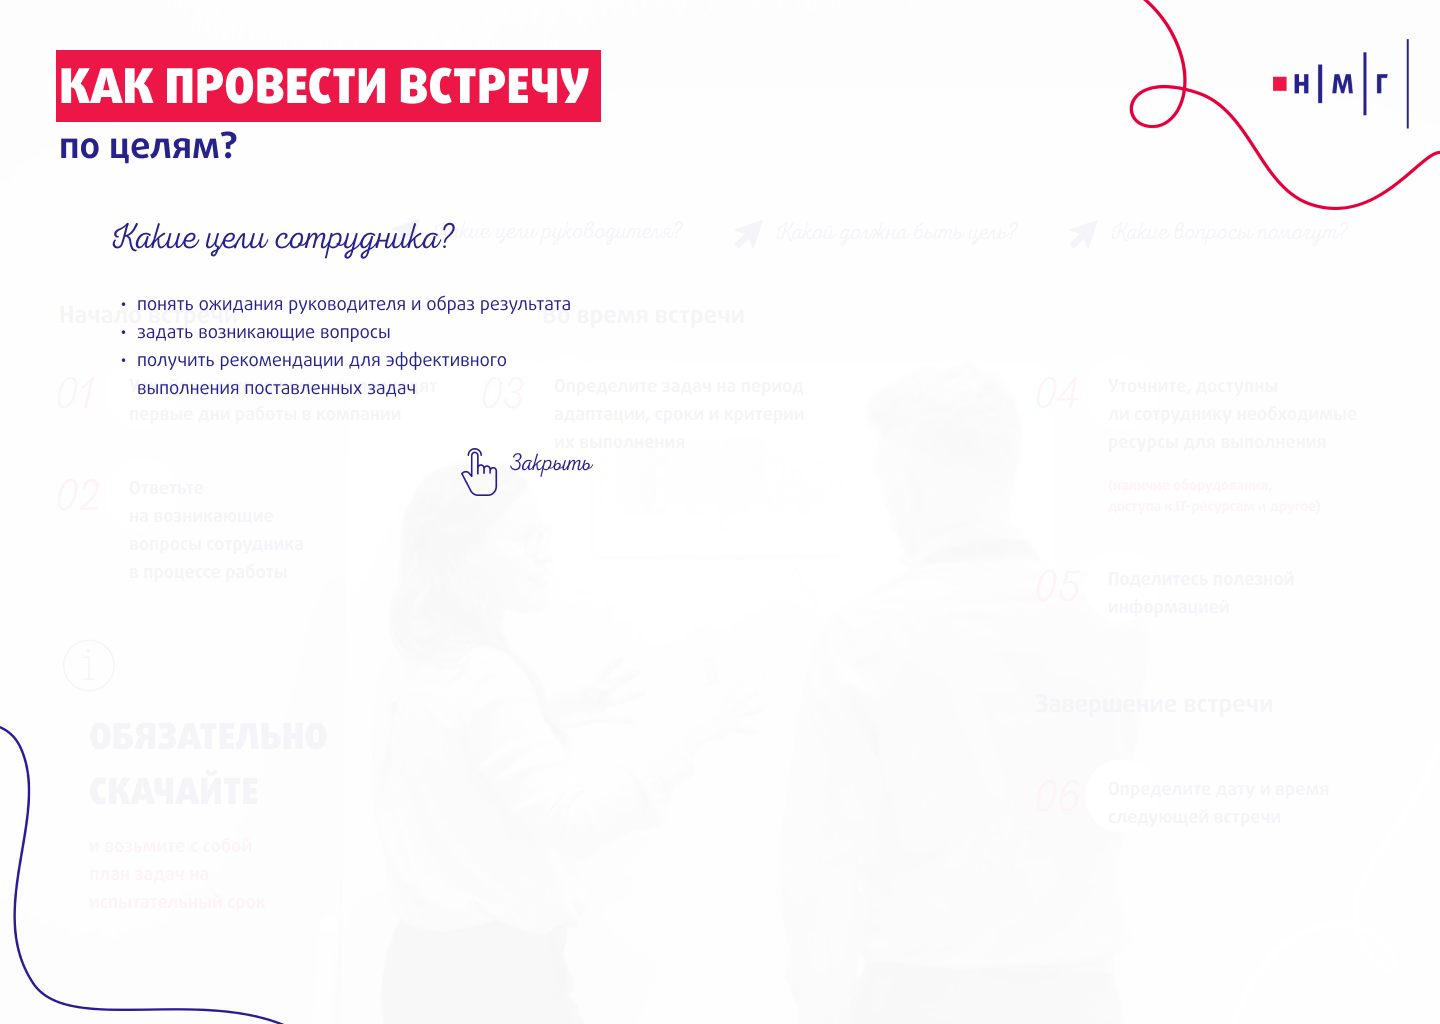 КАК ПРОВЕСТИ ВСТРЕЧУ
по целям?
н|м|г
Какие цели сотрудника?
кие цели руководителя?
Какой должна быть цель?
Какие вопросы помогут?
• понять ожидания руководителя и образ результата
• задать возникающие вопросы
• получить рекомендации для эффективного
выполнения поставленных задач
Закрыть
Начало встречи
Во время встречи
01
первые дни работы в компании
02
Ответьте
на возникающие
вопросы сотрудника
в процессе работы
03
Определите задач на период
адаптации, сроки и критерии
их выполнения
04
Уточните, доступны
ли сотруднику необходимые
ресурсы для выполнения
(наличие оборудования,
доступа к IT-ресурсам и другое)
05
Поделитесь полезной
информацией
Завершение встречи
06
Определите дату и время
следующей встречи
i
ОБЯЗАТЕЛЬНО
СКАЧАЙТЕ
и возьмите с собой
план задач на
испытательный срок